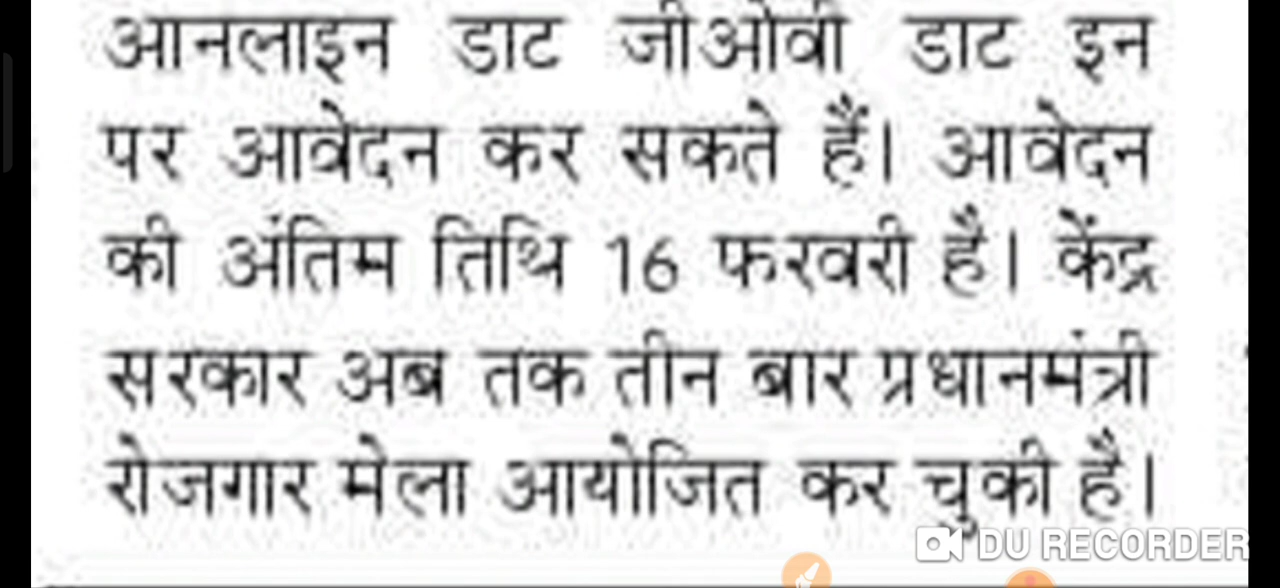 आनलाइन डाट जीओवी डाट इन
पर आवेदन कर सकते हैं। आवेदन
की अंतिम तिथि 16 फरवरी है। केंद्र
सरकार अब तक तीन बार प्रधानमंत्री
रोजगार मेला आयोजित कर चुकी है।
DU RECORDER